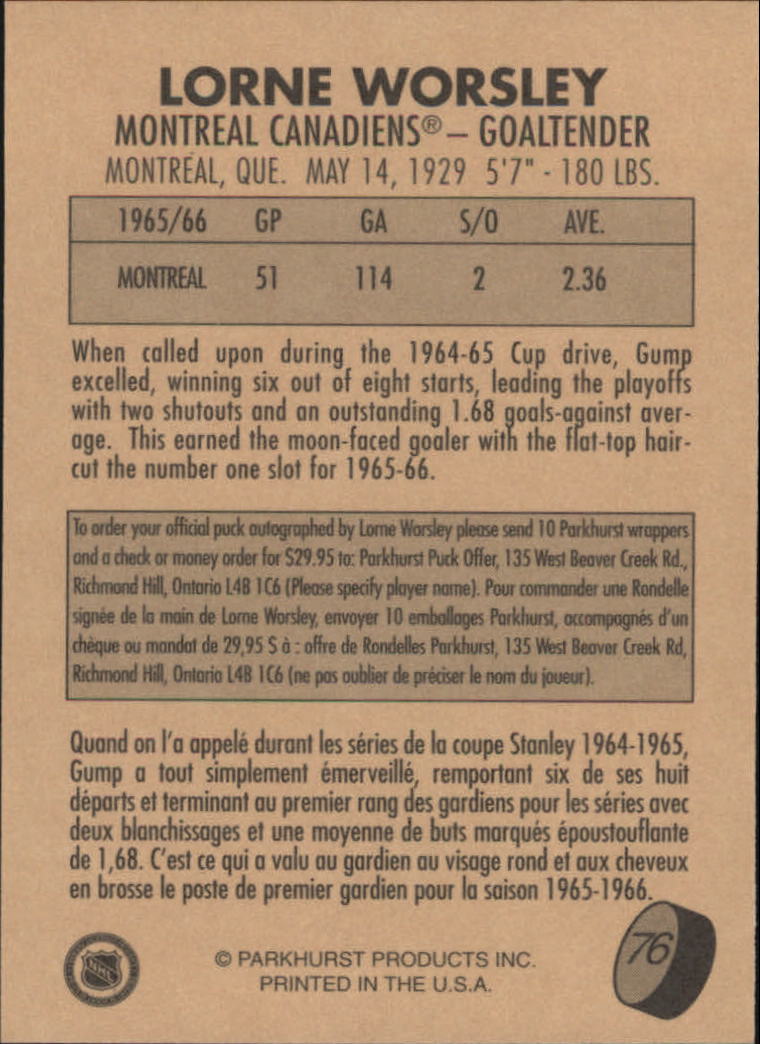 LORNE WORSLEY
MONTREAL CANADIENS® – GOALTENDER
MONTRÉAL, QUE. MAY 14, 1929 5'7" - 180 LBS.
1965/66 GP GA S/O AVE.
MONTREAL 51 114 2 2.36
When called upon during the 1964-65 Cup drive, Gump
excelled, winning six out of eight starts, leading the playoffs
with two shutouts and an outstanding 1.68 goals-against aver-
age. This earned the moon-faced goaler with the flat-top hair-
cut the number one slot for 1965-66.
To order your official puck autographed by Lorne Worsley please send 10 Parkhurst wrappers
and a check or money order for $29.95 to: Parkhurst Puck Offer, 135 West Beaver Creek Rd.,
Richmond Hill, Ontario L4B 1C6 (Please specify player name). Pour commander une Rondelle
signée de la main de Lorne Worsley, envoyer 10 emballages Parkhurst, accompagnés d'un
chèque ou mandat de 29,95 $ à : offre de Rondelles Parkhurst, 135 West Beaver Creek Rd,
Richmond Hill, Ontario L4B 1C6 (ne pas oublier de préciser le nom du joueur).
Quand on l'a appelé durant les séries de la coupe Stanley 1964-1965,
Gump a tout simplement émerveillé, remportant six de ses huit
départs et terminant au premier rang des gardiens pour les séries avec
deux blanchissages et une moyenne de buts marqués époustouflante
de 1,68. C'est ce qui a valu au gardien au visage rond et aux cheveux
en brosse le poste de premier gardien pour la saison 1965-1966.
76
NHL
© PARKHURST PRODUCTS INC.
PRINTED IN THE U.S.A.